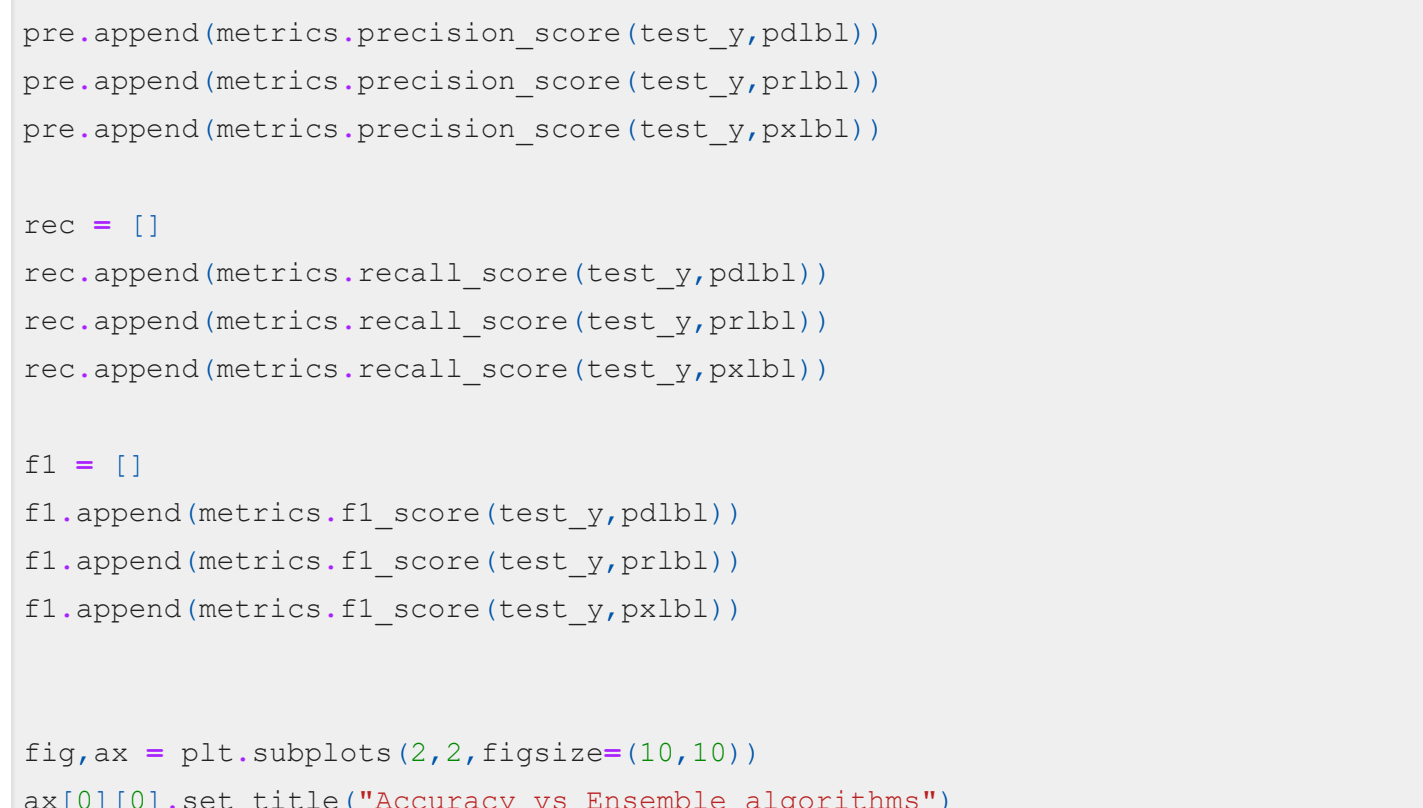 pre.append(metrics.precision_score(test_y,pdlbl))
pre.append(metrics.precision_score(test_y,prlbl))
pre.append(metrics.precision_score(test_y,pxlbl))
rec = []
rec.append(metrics.recall_score(test_y,pdlbl))
rec.append(metrics.recall_score(test_y,prlbl))
rec.append(metrics.recall_score(test_y,pxlbl))
f1 = []
f1.append(metrics.f1_score(test_y,pdlbl))
f1.append(metrics.f1_score(test_y,prlbl))
f1.append(metrics.f1_score(test_y,pxlbl))
fig,ax = plt.subplots(2,2,figsize=(10,10))
ax[0][0].set_title("Accuracy vs Ensemble algorithms")